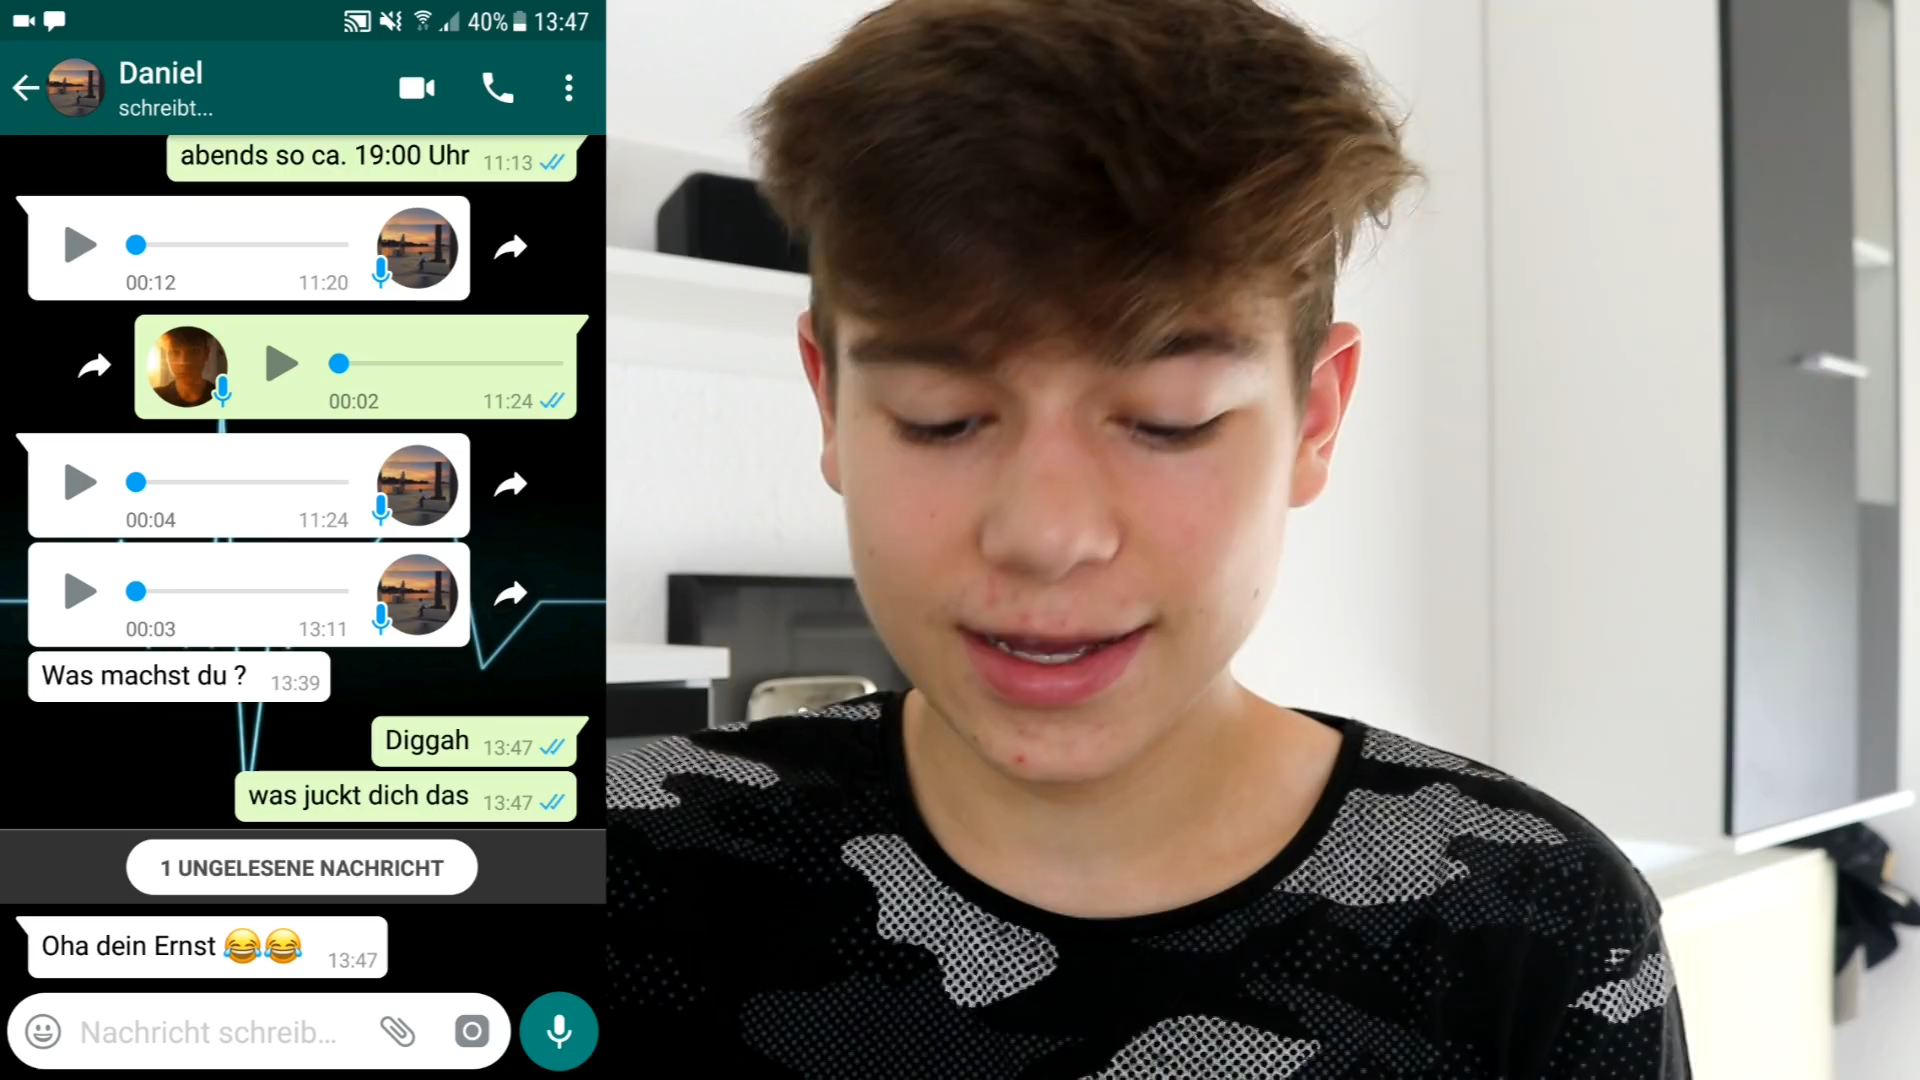 40% 13:47
Daniel
schreibt...
abends so ca. 19:00 Uhr 11:13
00:12 11:20
00:02 11:24
00:04 11:24
00:03 13:11
Was machst du ? 13:39
Diggah 13:47
was juckt dich das 13:47
1 UNGELESENE NACHRICHT
Oha dein Ernst 😂😂 13:47
Nachricht schreib...